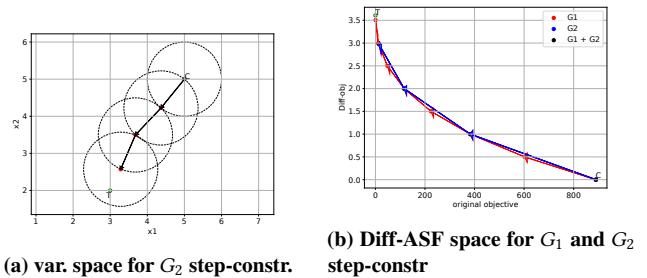 (a)
6
5
4
3
2
x2
C
P
1
2
3
4
5
6
7
x1
(a) var. space for G2 step-constr.
(b)
3.5
3.0
2.5
2.0
1.5
1.0
0.5
0.0
Diff-obj
G1
G2
G1 + G2
C
0
200
400
600
800
original objective
(b) Diff-ASF space for G1 and G2
step-constr